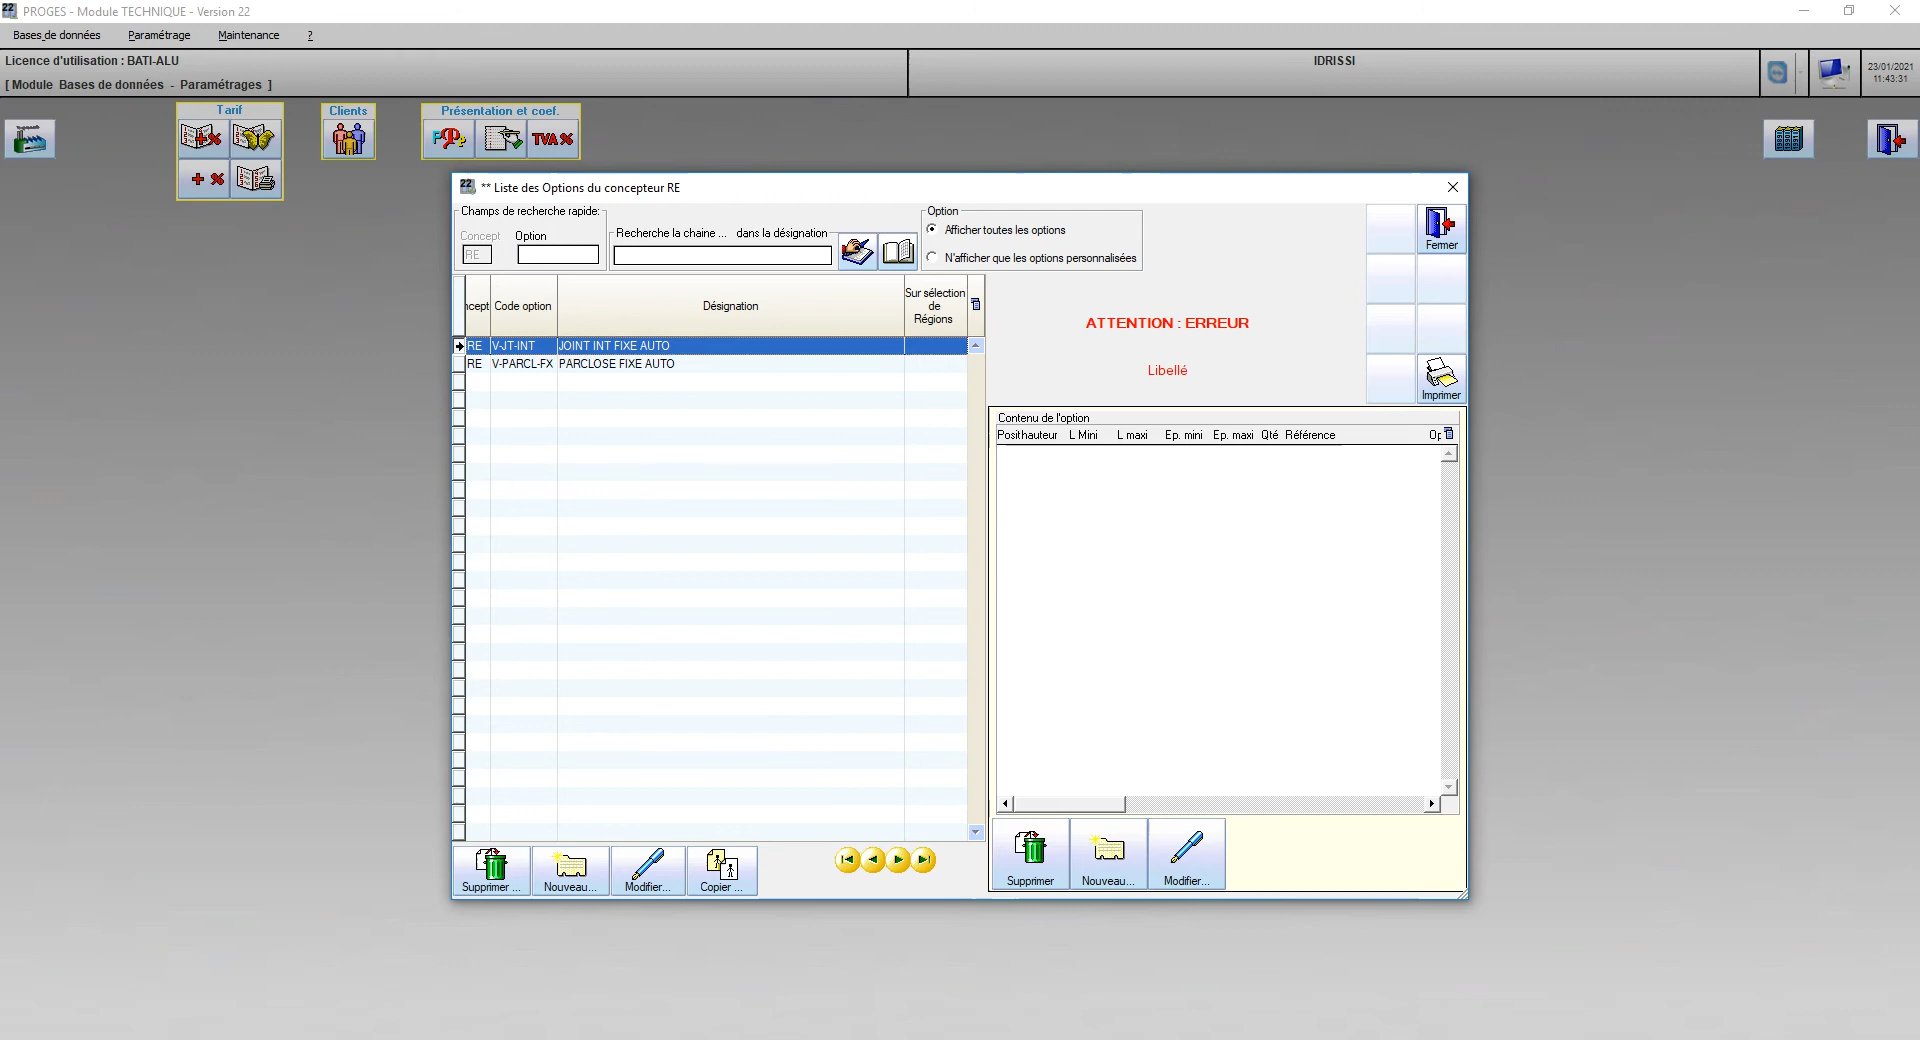 PROGES - Module TECHNIQUE - Version 22
Bases de données Paramétrage Maintenance ?
Licence d'utilisation : BATI-ALU
IDRISSI
23/01/2021
11:43:31
[ Module Bases de données - Paramétrages ]
Tarif
Clients
Présentation et coef.
TVA
22 ** Liste des Options du concepteur RE
Champs de recherche rapide:
Concept Option
RE
Recherche la chaine ... dans la désignation
Option
Afficher toutes les options
N'afficher que les options personnalisées
Fermer
Imprimer
ncept Code option Désignation Sur sélection
de
Régions
RE V-JT-INT JOINT INT FIXE AUTO
RE V-PARCL-FX PARCLOSE FIXE AUTO
ATTENTION : ERREUR
Libellé
Contenu de l'option
Posithauteur L Mini L maxi Ep. mini Ep. maxi Qté Référence Op
Supprimer ... Nouveau... Modifier... Copier ...
Supprimer Nouveau... Modifier...